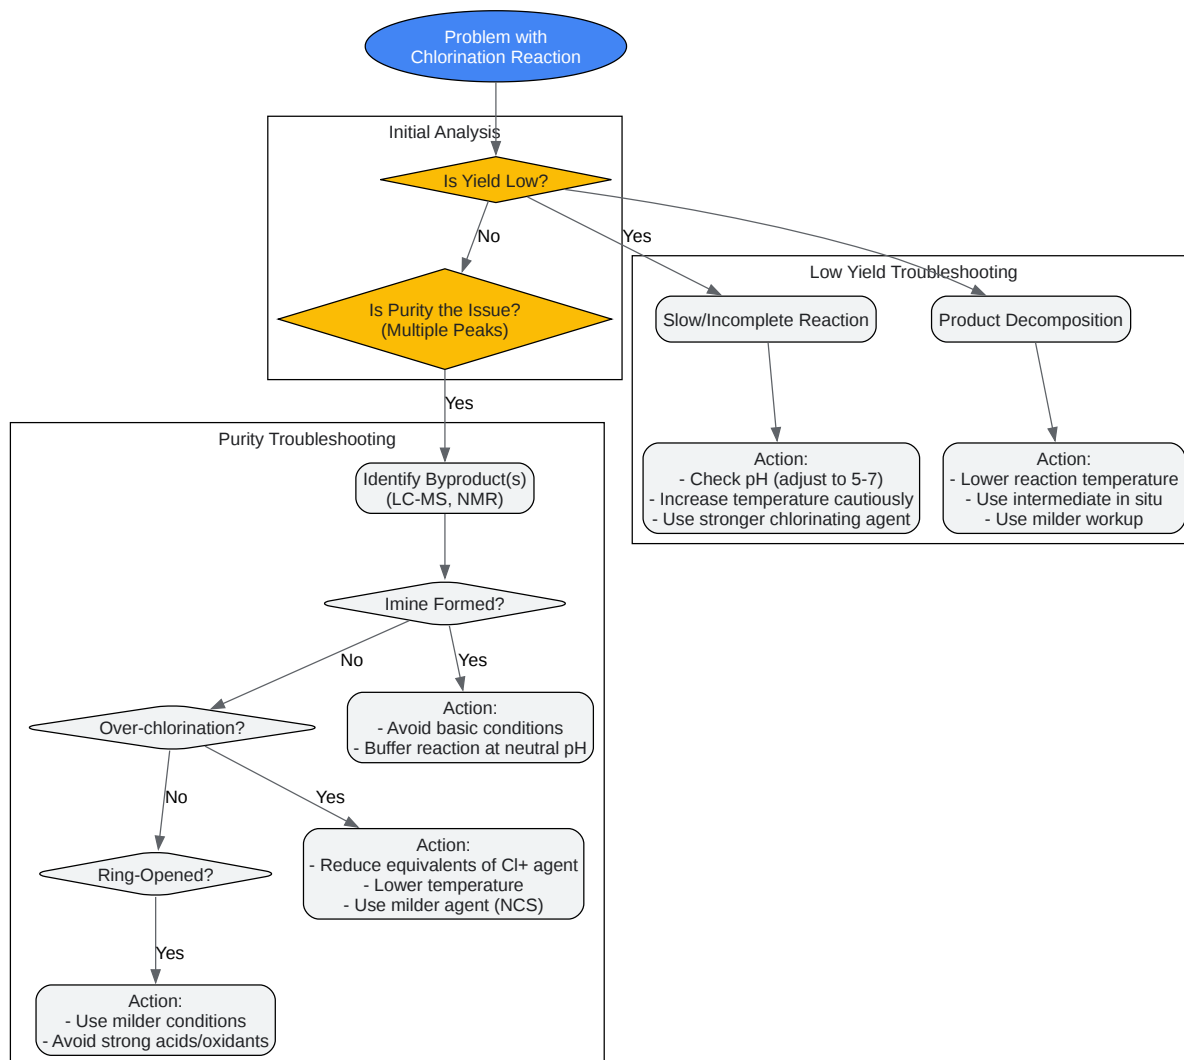 Problem with
Chlorination Reaction
Initial Analysis
Is Yield Low?
No
Yes
Is Purity the Issue?
(Multiple Peaks)
Low Yield Troubleshooting
Slow/Incomplete Reaction
Product Decomposition
Action:
- Check pH (adjust to 5-7)
- Increase temperature cautiously
- Use stronger chlorinating agent
Action:
- Lower reaction temperature
- Use intermediate in situ
- Use milder workup
Yes
Purity Troubleshooting
Identify Byproduct(s)
(LC-MS, NMR)
Imine Formed?
No
Yes
Over-chlorination?
Action:
- Avoid basic conditions
- Buffer reaction at neutral pH
No
Yes
Ring-Opened?
Action:
- Reduce equivalents of Cl+ agent
- Lower temperature
- Use milder agent (NCS)
Yes
Action:
- Use milder conditions
- Avoid strong acids/oxidants